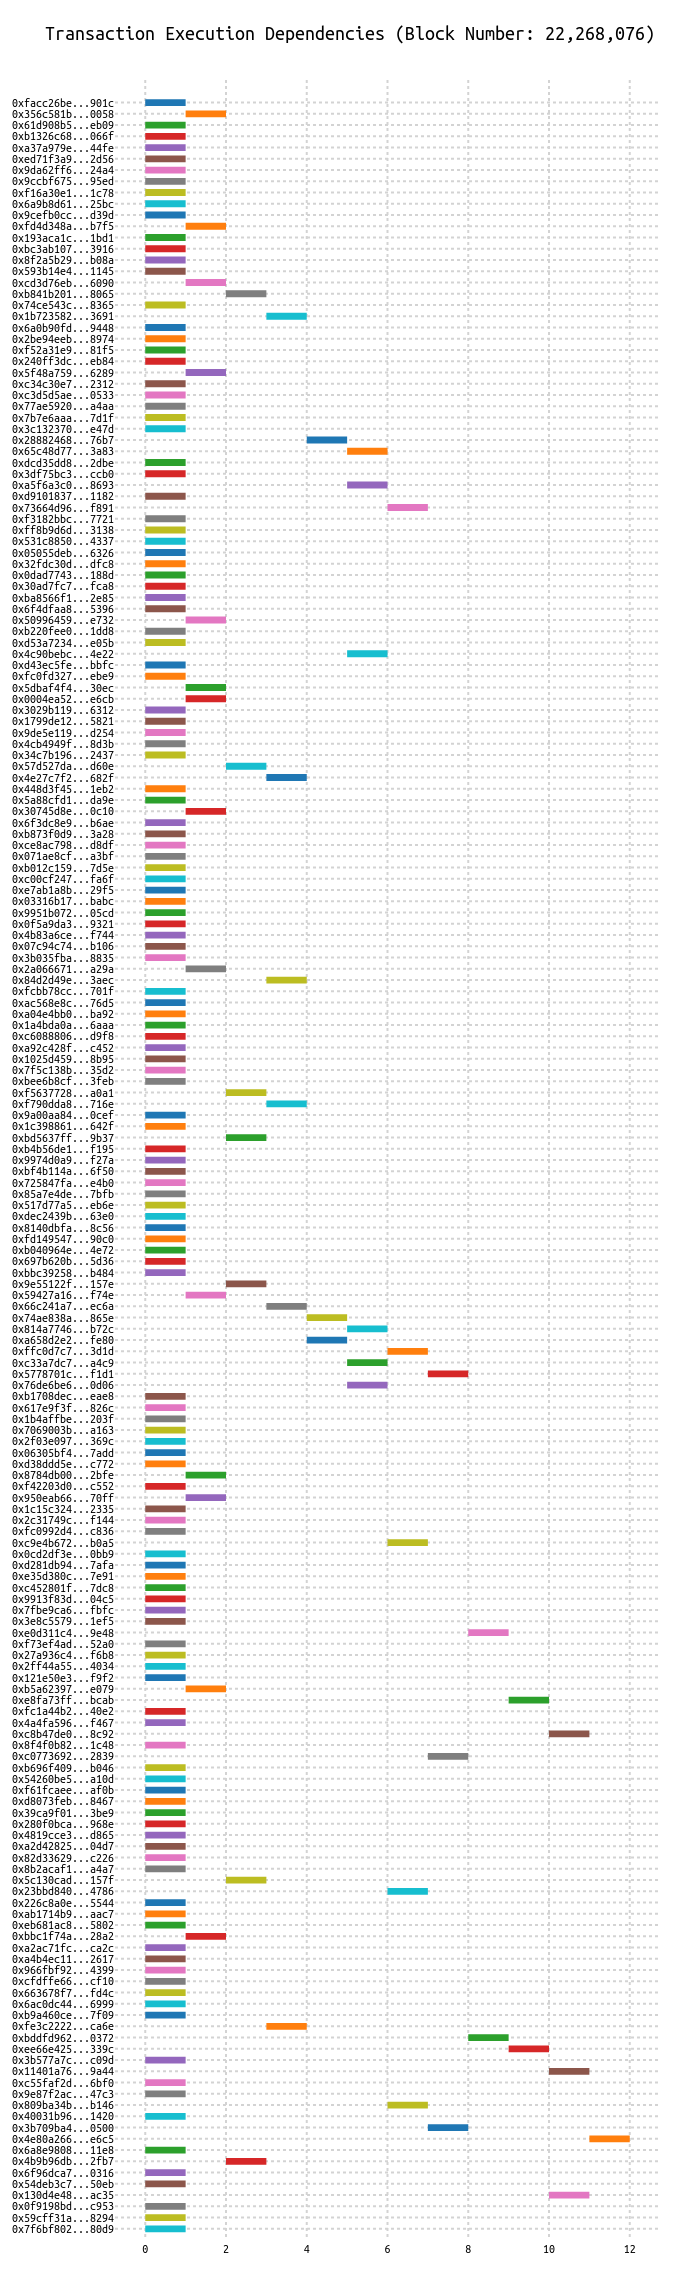 Transaction Execution Dependencies (Block Number: 22,268,076)
0xfacc26be...901c
0x356c581b...0058
0x61d908b5...eb09
0xb1326c68...066f
0xa37a979e...44fe
0xed71f3a9...2d56
0x9da62ff6...24a4
0x9ccbf675...95ed
0xf16a30e1...1c78
0x6a9b8d61...25bc
0x9cefb0cc...d39d
0xfd4d348a...b7f5
0x193aca1c...1bd1
0xbc3ab107...3916
0x8f2a5b29...b08a
0x593b14e4...1145
0xcd3d76eb...6090
0xb841b201...8065
0x74ce543c...8365
0x1b723582...3691
0x6a0b90fd...9448
0x2be94eeb...8974
0xf52a31e9...81f5
0x240ff3dc...eb84
0x5f48a759...6289
0xc34c30e7...2312
0xc3d5d5ae...0533
0x77ae5920...a4aa
0x7b7e6aaa...7d1f
0x3c132370...e47d
0x28882468...76b7
0x65c48d77...3a83
0xdcd35dd8...2dbe
0x3df75bc3...ccb0
0xa5f6a3c0...8693
0xd9101837...1182
0x73664d96...f891
0xf3182bbc...7721
0xff8b9d6d...3138
0x531c8850...4337
0x05055deb...6326
0x32fdc30d...dfc8
0x0dad7743...188d
0x30ad7fc7...fca8
0xba8566f1...2e85
0x6f4dfaa8...5396
0x50996459...e732
0xb220fee0...1dd8
0xd53a7234...e05b
0x4c90bebc...4e22
0xd43ec5fe...bbfc
0xfc0fd327...ebe9
0x5dbaf4f4...30ec
0x0004ea52...e6cb
0x3029b119...6312
0x1799de12...5821
0x9de5e119...d254
0x4cb4949f...8d3b
0x34c7b196...2437
0x57d527da...d60e
0x4e27c7f2...682f
0x448d3f45...1eb2
0x5a88cfd1...da9e
0x30745d8e...0c10
0x6f3dc8e9...b6ae
0xb873f0d9...3a28
0xce8ac798...d8df
0x071ae8cf...a3bf
0xb012c159...7d5e
0xc00cf247...fa6f
0xe7ab1a8b...29f5
0x03316b17...babc
0x9951b072...05cd
0x0f5a9da3...9321
0x4b83a6ce...f744
0x07c94c74...b106
0x3b035fba...8835
0x2a066671...a29a
0x84d2d49e...3aec
0xfcbb78cc...701f
0xac568e8c...76d5
0xa04e4bb0...ba92
0x1a4bda0a...6aaa
0xc6088806...d9f8
0xa92c428f...c452
0x1025d459...8b95
0x7f5c138b...35d2
0xbee6b8cf...3feb
0xf5637728...a0a1
0xf790dda8...716e
0x9a00aa84...0cef
0x1c398861...642f
0xbd5637ff...9b37
0xb4b56de1...f195
0x9974d0a9...f27a
0xbf4b114a...6f50
0x725847fa...e4b0
0x85a7e4de...7bfb
0x517d77a5...eb6e
0xdec2439b...63e0
0x8140dbfa...8c56
0xfd149547...90c0
0xb040964e...4e72
0x697b620b...5d36
0xbbc39258...b484
0x9e55122f...157e
0x59427a16...f74e
0x66c241a7...ec6a
0x74ae838a...865e
0x814a7746...b72c
0xa658d2e2...fe80
0xffc0d7c7...3d1d
0xc33a7dc7...a4c9
0x5778701c...f1d1
0x76de6be6...0d06
0xb1708dec...eae8
0x617e9f3f...826c
0x1b4affbe...203f
0x7069003b...a163
0x2f03e097...369c
0x06305bf4...7add
0xd38ddd5e...c772
0x8784db00...2bfe
0xf42203d0...c552
0x950eab66...70ff
0x1c15c324...2335
0x2c31749c...f144
0xfc0992d4...c836
0xc9e4b672...b0a5
0x0cd2df3e...0bb9
0xd281db94...7afa
0xe35d380c...7e91
0xc452801f...7dc8
0x9913f83d...04c5
0x7fbe9ca6...fbfc
0x3e8c5579...1ef5
0xe0d311c4...9e48
0xf73ef4ad...52a0
0x27a936c4...f6b8
0x2ff44a55...4034
0x121e50e3...f9f2
0xb5a62397...e079
0xe8fa73ff...bcab
0xfc1a44b2...40e2
0x4a4fa596...f467
0xc8b47de0...8c92
0x8f4f0b82...1c48
0xc0773692...2839
0xb696f409...b046
0x54260be5...a10d
0xf61fcaee...af0b
0xd8073feb...8467
0x39ca9f01...3be9
0x280f0bca...968e
0x4819cce3...d865
0xa2d42825...04d7
0x82d33629...c226
0x8b2acaf1...a4a7
0x5c130cad...157f
0x23bbd840...4786
0x226c8a0e...5544
0xab1714b9...aac7
0xeb681ac8...5802
0xbbc1f74a...28a2
0xa2ac71fc...ca2c
0xa4b4ec11...2617
0x966fbf92...4399
0xcfdffe66...cf10
0x663678f7...fd4c
0x6ac0dc44...6999
0xb9a460ce...7f09
0xfe3c2222...ca6e
0xbddfd962...0372
0xee66e425...339c
0x3b577a7c...c09d
0x11401a76...9a44
0xc55faf2d...6bf0
0x9e87f2ac...47c3
0x809ba34b...b146
0x40031b96...1420
0x3b709ba4...0500
0x4e80a266...e6c5
0x6a8e9808...11e8
0x4b9b96db...2fb7
0x6f96dca7...0316
0x54deb3c7...50eb
0x130d4e48...ac35
0x0f9198bd...c953
0x59cff31a...8294
0x7f6bf802...80d9
0 2 4 6 8 10 12